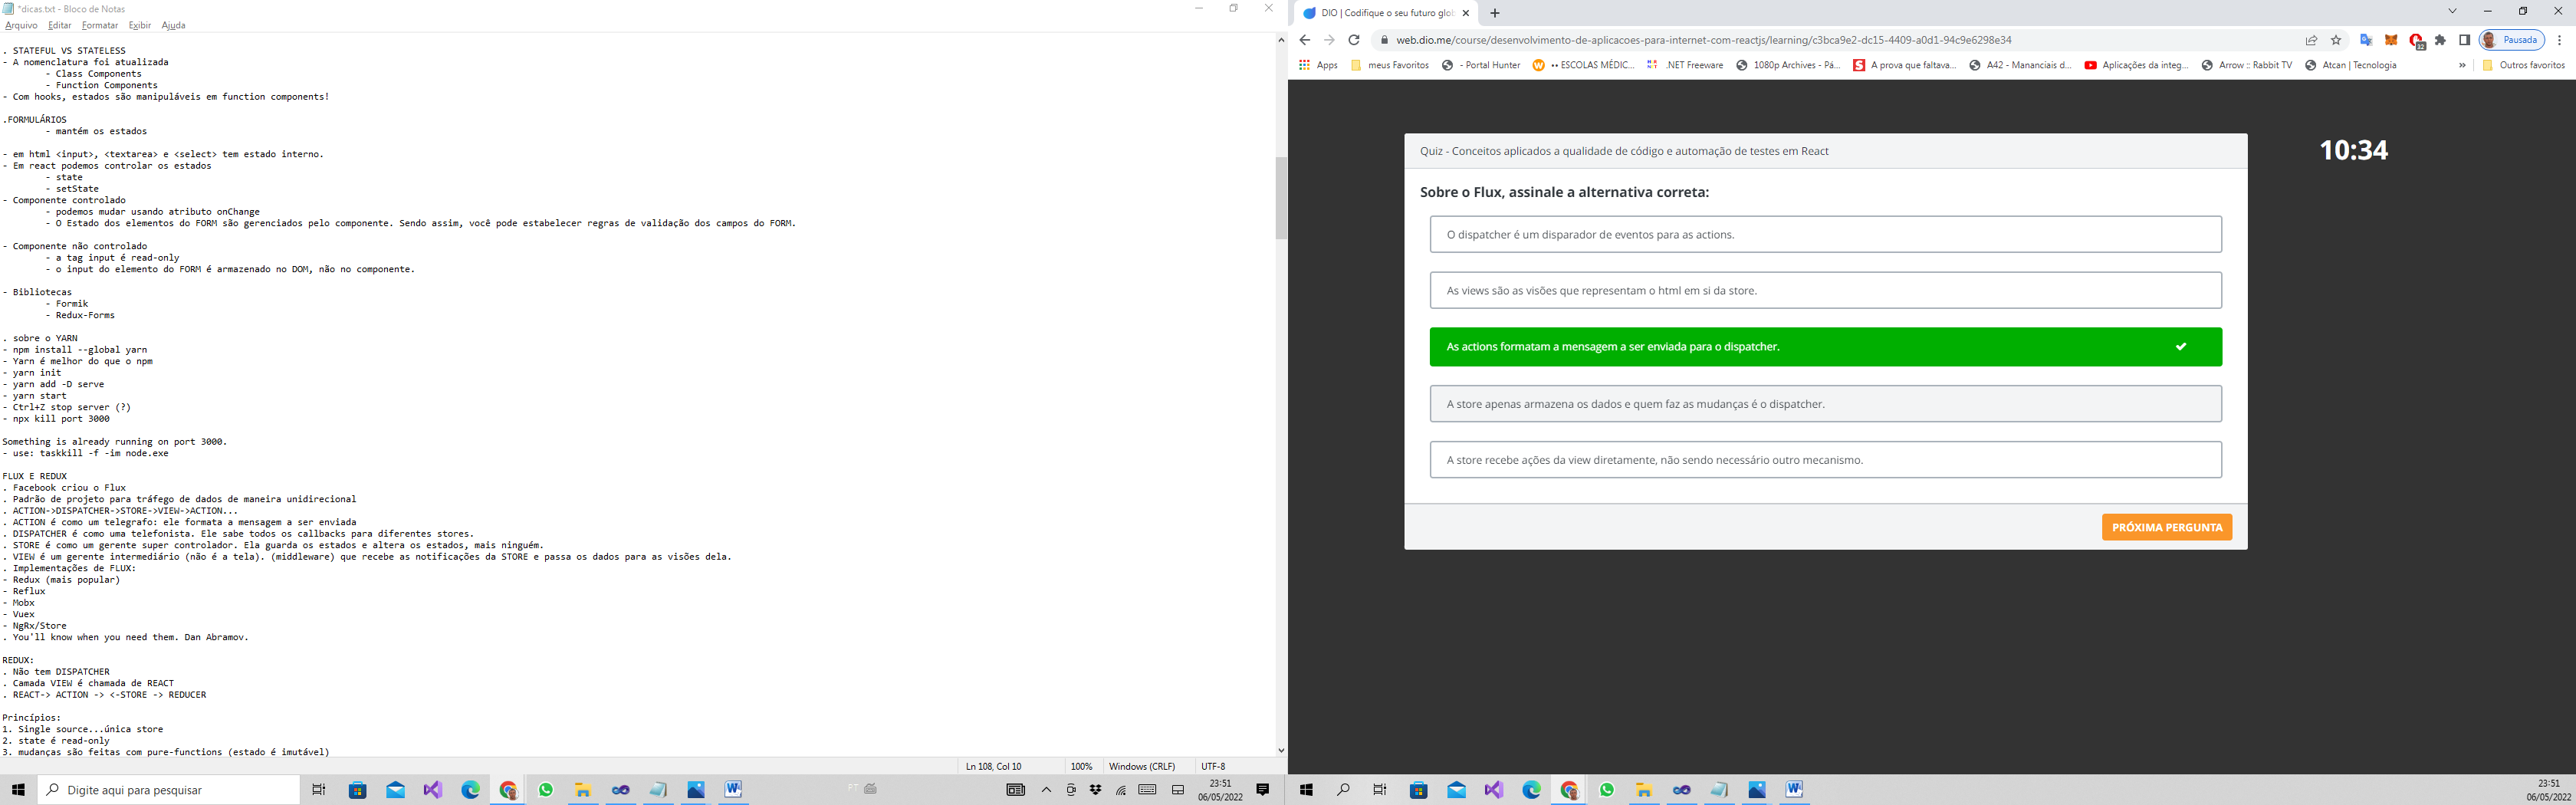 *dicas.txt - Bloco de Notas
Arquivo Editar Formatar Exibir Ajuda
. STATEFUL VS STATELESS
- A nomenclatura foi atualizada
- Class Components
- Function Components
- Com hooks, estados são manipuláveis em function components!
.FORMULÁRIOS
- mantém os estados
- em html <input>, <textarea> e <select> tem estado interno.
- Em react podemos controlar os estados
- state
- setState
- Componente controlado
- podemos mudar usando atributo onChange
- O Estado dos elementos do FORM são gerenciados pelo componente. Sendo assim, você pode estabelecer regras de validação dos campos do FORM.
- Componente não controlado
- a tag input é read-only
- o input do elemento do FORM é armazenado no DOM, não no componente.
- Bibliotecas
- Formik
- Redux-Forms
. sobre o YARN
- npm install --global yarn
- Yarn é melhor do que o npm
- yarn init
- yarn add -D serve
- yarn start
- Ctrl+Z stop server (?)
- npx kill port 3000
Something is already running on port 3000.
- use: taskkill -f -im node.exe
FLUX E REDUX
. Facebook criou o Flux
. Padrão de projeto para tráfego de dados de maneira unidirecional
. ACTION->DISPATCHER->STORE->VIEW->ACTION...
. ACTION é como um telegrafo: ele formata a mensagem a ser enviada
. DISPATCHER é como uma telefonista. Ele sabe todos os callbacks para diferentes stores.
. STORE é como um gerente super controlador. Ela guarda os estados e altera os estados, mais ninguém.
. VIEW é um gerente intermediário (não é a tela). (middleware) que recebe as notificações da STORE e passa os dados para as visões dela.
. Implementações de FLUX:
- Redux (mais popular)
- Reflux
- Mobx
- Vuex
- NgRx/Store
. You'll know when you need them. Dan Abramov.
REDUX:
. Não tem DISPATCHER
. Camada VIEW é chamada de REACT
. REACT-> ACTION -> <-STORE -> REDUCER
Princípios:
1. Single source...única store
2. state é read-only
3. mudanças são feitas com pure-functions (estado é imutável)
Ln 108, Col 10 100% Windows (CRLF) UTF-8
Digite aqui para pesquisar
23:51
06/05/2022
DIO | Codifique o seu futuro glo
web.dio.me/course/desenvolvimento-de-aplicacoes-para-internet-com-reactjs/learning/c3bca9e2-dc15-4409-a0d1-94c9e6298e34
Pausada
Apps meus Favoritos - Portal Hunter •• ESCOLAS MÉDIC... .NET Freeware 1080p Archives - Pá... A prova que faltava... A42 - Mananciais d... Aplicações da integ... Arrow :: Rabbit TV Atcan | Tecnologia » Outros favoritos
10:34
Quiz - Conceitos aplicados a qualidade de código e automação de testes em React
Sobre o Flux, assinale a alternativa correta:
O dispatcher é um disparador de eventos para as actions.
As views são as visões que representam o html em si da store.
As actions formatam a mensagem a ser enviada para o dispatcher.
A store apenas armazena os dados e quem faz as mudanças é o dispatcher.
A store recebe ações da view diretamente, não sendo necessário outro mecanismo.
PRÓXIMA PERGUNTA
23:51
06/05/2022